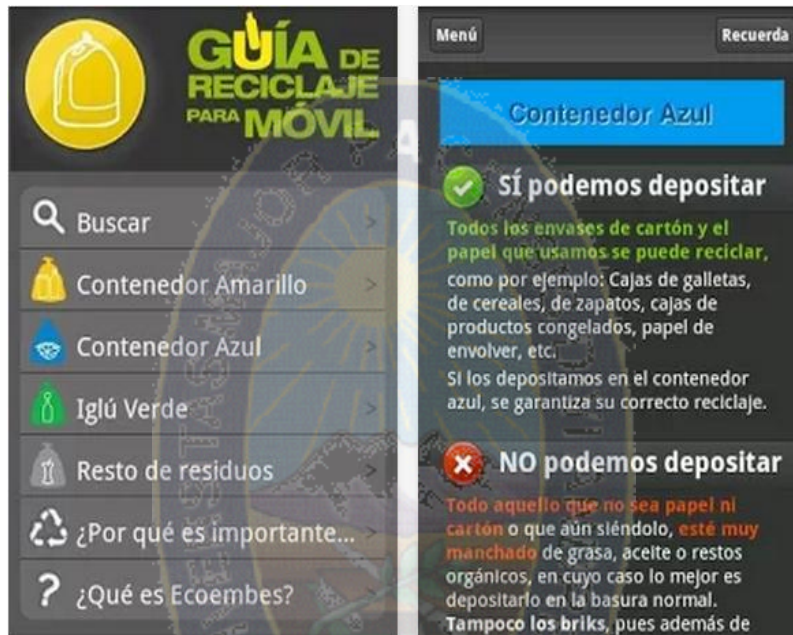 GUÍA DE
RECICLAJE
PARA MÓVIL
Buscar
Contenedor Amarillo
Contenedor Azul
Iglú Verde
Resto de residuos
¿Por qué es importante...
¿Qué es Ecoembes?
Menú
Recuerda
Contenedor Azul
SÍ podemos depositar
Todos los envases de cartón y el
papel que usamos se puede reciclar,
como por ejemplo: Cajas de galletas,
de cereales, de zapatos, cajas de
productos congelados, papel de
envolver, etc.
Si los depositamos en el contenedor
azul, se garantiza su correcto reciclaje.
NO podemos depositar
Todo aquello que no sea papel ni
cartón o que aún siéndolo, esté muy
manchado de grasa, aceite o restos
orgánicos, en cuyo caso lo mejor es
depositarlo en la basura normal.
Tampoco los briks, pues además de